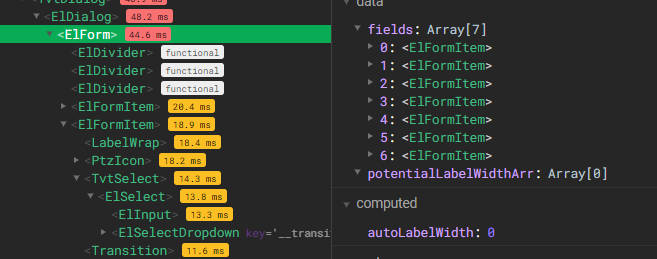 <ElDialog> 48.2 ms
<ElForm> 44.6 ms
<ElDivider> functional
<ElDivider> functional
<ElDivider> functional
<ElFormItem> 20.4 ms
<ElFormItem> 18.9 ms
<LabelWrap> 18.4 ms
<PtzIcon> 18.2 ms
<TvtSelect> 14.3 ms
<ElSelect> 13.8 ms
<ElInput> 13.3 ms
<ElSelectDropdown key='__transi
<Transition> 11.6 ms
data
fields: Array[7]
0: <ElFormItem>
1: <ElFormItem>
2: <ElFormItem>
3: <ElFormItem>
4: <ElFormItem>
5: <ElFormItem>
6: <ElFormItem>
potentialLabelWidthArr: Array[0]
computed
autoLabelWidth: 0